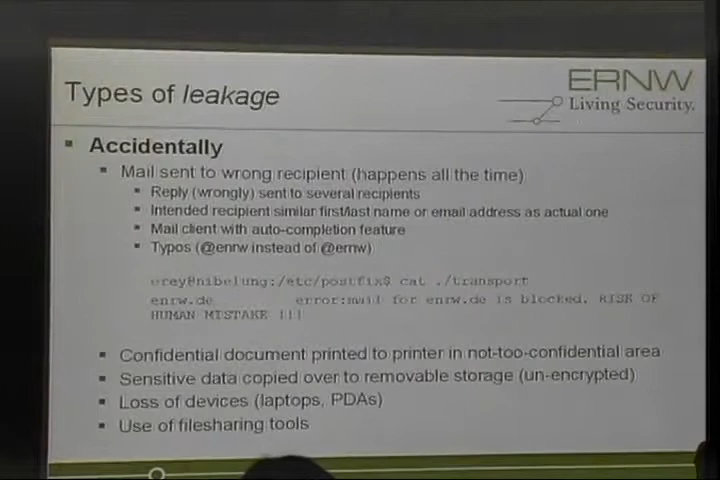 Types of leakage
ERNW
Living Security.
Accidentally
Mail sent to wrong recipient (happens all the time)
Reply (wrongly) sent to several recipients
Intended recipient similar first/last name or email address as actual one
Mail client with auto-completion feature
Typos (@enrw instead of @ernw)
erey@nibelung:/etc/postfix$ cat ./transport
enrw.de error:mail for enrw.de is blocked. RISK OF
HUMAN MISTAKE !!!
Confidential document printed to printer in not-too-confidential area
Sensitive data copied over to removable storage (un-encrypted)
Loss of devices (laptops, PDAs)
Use of filesharing tools